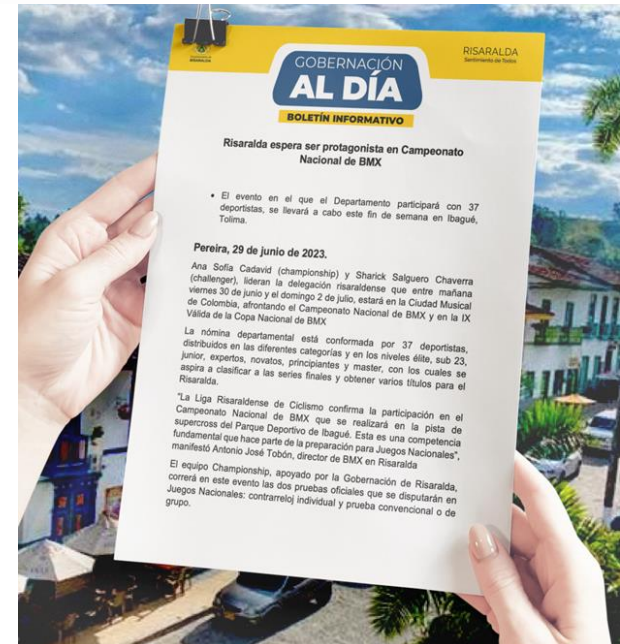 RISARALDA
RISARALDA
Sentimiento de Todos
GOBERNACIÓN
AL DÍA
BOLETÍN INFORMATIVO
Risaralda espera ser protagonista en Campeonato
Nacional de BMX
• El evento en el que el Departamento participará con 37
deportistas, se llevará a cabo este fin de semana en Ibagué,
Tolima.
Pereira, 29 de junio de 2023.
Ana Sofía Cadavid (championship) y Sharick Salguero Chaverra
(challenger), lideran la delegación risaraldense que entre mañana
viernes 30 de junio y el domingo 2 de julio, estará en la Ciudad Musical
de Colombia, afrontando el Campeonato Nacional de BMX y en la IX
Válida de la Copa Nacional de BMX
La nómina departamental está conformada por 37 deportistas,
distribuidos en las diferentes categorías y en los niveles élite, sub 23,
junior, expertos, novatos, principiantes y master, con los cuales se
aspira a clasificar a las series finales y obtener varios títulos para el
Risaralda.
"La Liga Risaraldense de Ciclismo confirma la participación en el
Campeonato Nacional de BMX que se realizará en la pista de
supercross del Parque Deportivo de Ibagué. Esta es una competencia
fundamental que hace parte de la preparación para Juegos Nacionales",
manifestó Antonio José Tobón, director de BMX en Risaralda
El equipo Championship, apoyado por la Gobernación de Risaralda,
correrá en este evento las dos pruebas oficiales que se disputarán en
Juegos Nacionales: contrarreloj individual y prueba convencional o de
grupo.